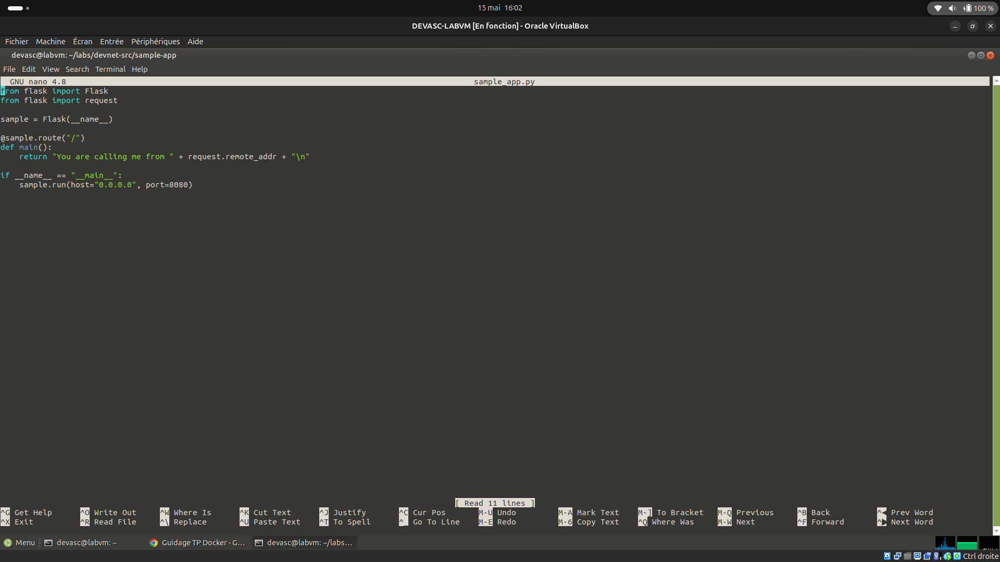 15 mai 16:02
100 %
DEVASC-LABVM [En fonction] - Oracle VirtualBox
Fichier Machine Écran Entrée Périphériques Aide
devasc@labvm: ~/labs/devnet-src/sample-app
File Edit View Search Terminal Help
GNU nano 4.8 sample_app.py
from flask import Flask
from flask import request
sample = Flask(__name__)
@sample.route("/")
def main():
    return "You are calling me from " + request.remote_addr + "\n"
if __name__ == "__main__":
    sample.run(host="0.0.0.0", port=8080)
[ Read 11 lines ]
^G Get Help ^O Write Out ^W Where Is ^K Cut Text ^J Justify ^C Cur Pos M-U Undo M-A Mark Text M-] To Bracket M-Q Previous ^B Back ^◀ Prev Word
^X Exit ^R Read File ^\ Replace ^U Paste Text ^T To Spell ^_ Go To Line M-E Redo M-6 Copy Text ^Q Where Was M-W Next ^F Forward ^▶ Next Word
Menu devasc@labvm: ~ Guidage TP Docker - G... devasc@labvm: ~/labs...
Ctrl droite